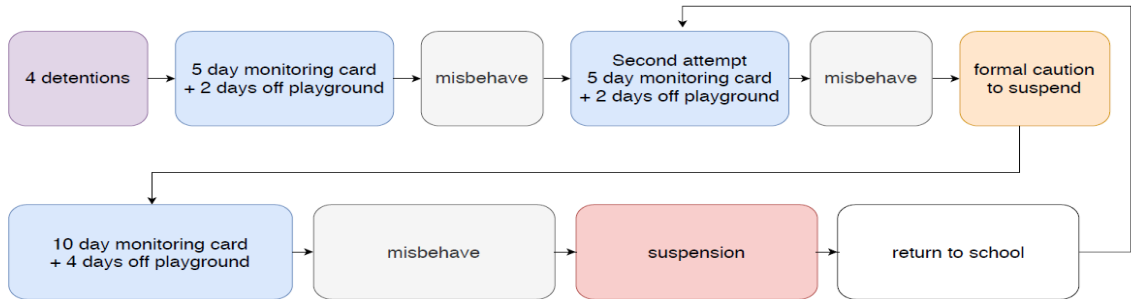 4 detentions
5 day monitoring card
+ 2 days off playground
misbehave
Second attempt
5 day monitoring card
+ 2 days off playground
misbehave
formal caution
to suspend
10 day monitoring card
+ 4 days off playground
misbehave
suspension
return to school